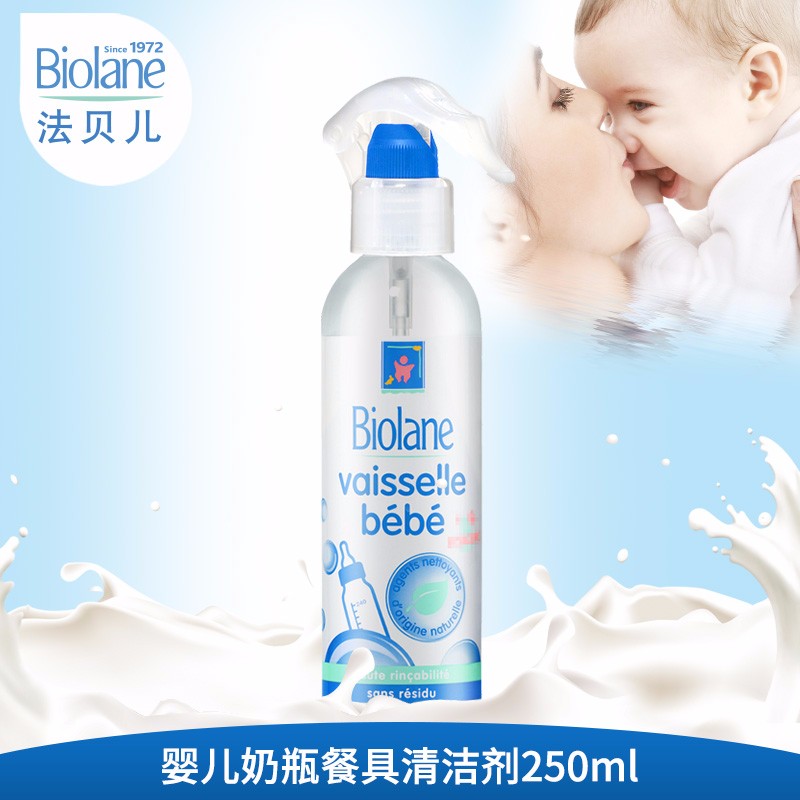 Since 1972
Biolane
法贝儿
Biolane
vaisselle
bébé
agents nettoyants
d'origine naturelle
240
rinçabilité
sans résidu
婴儿奶瓶餐具清洁剂250ml